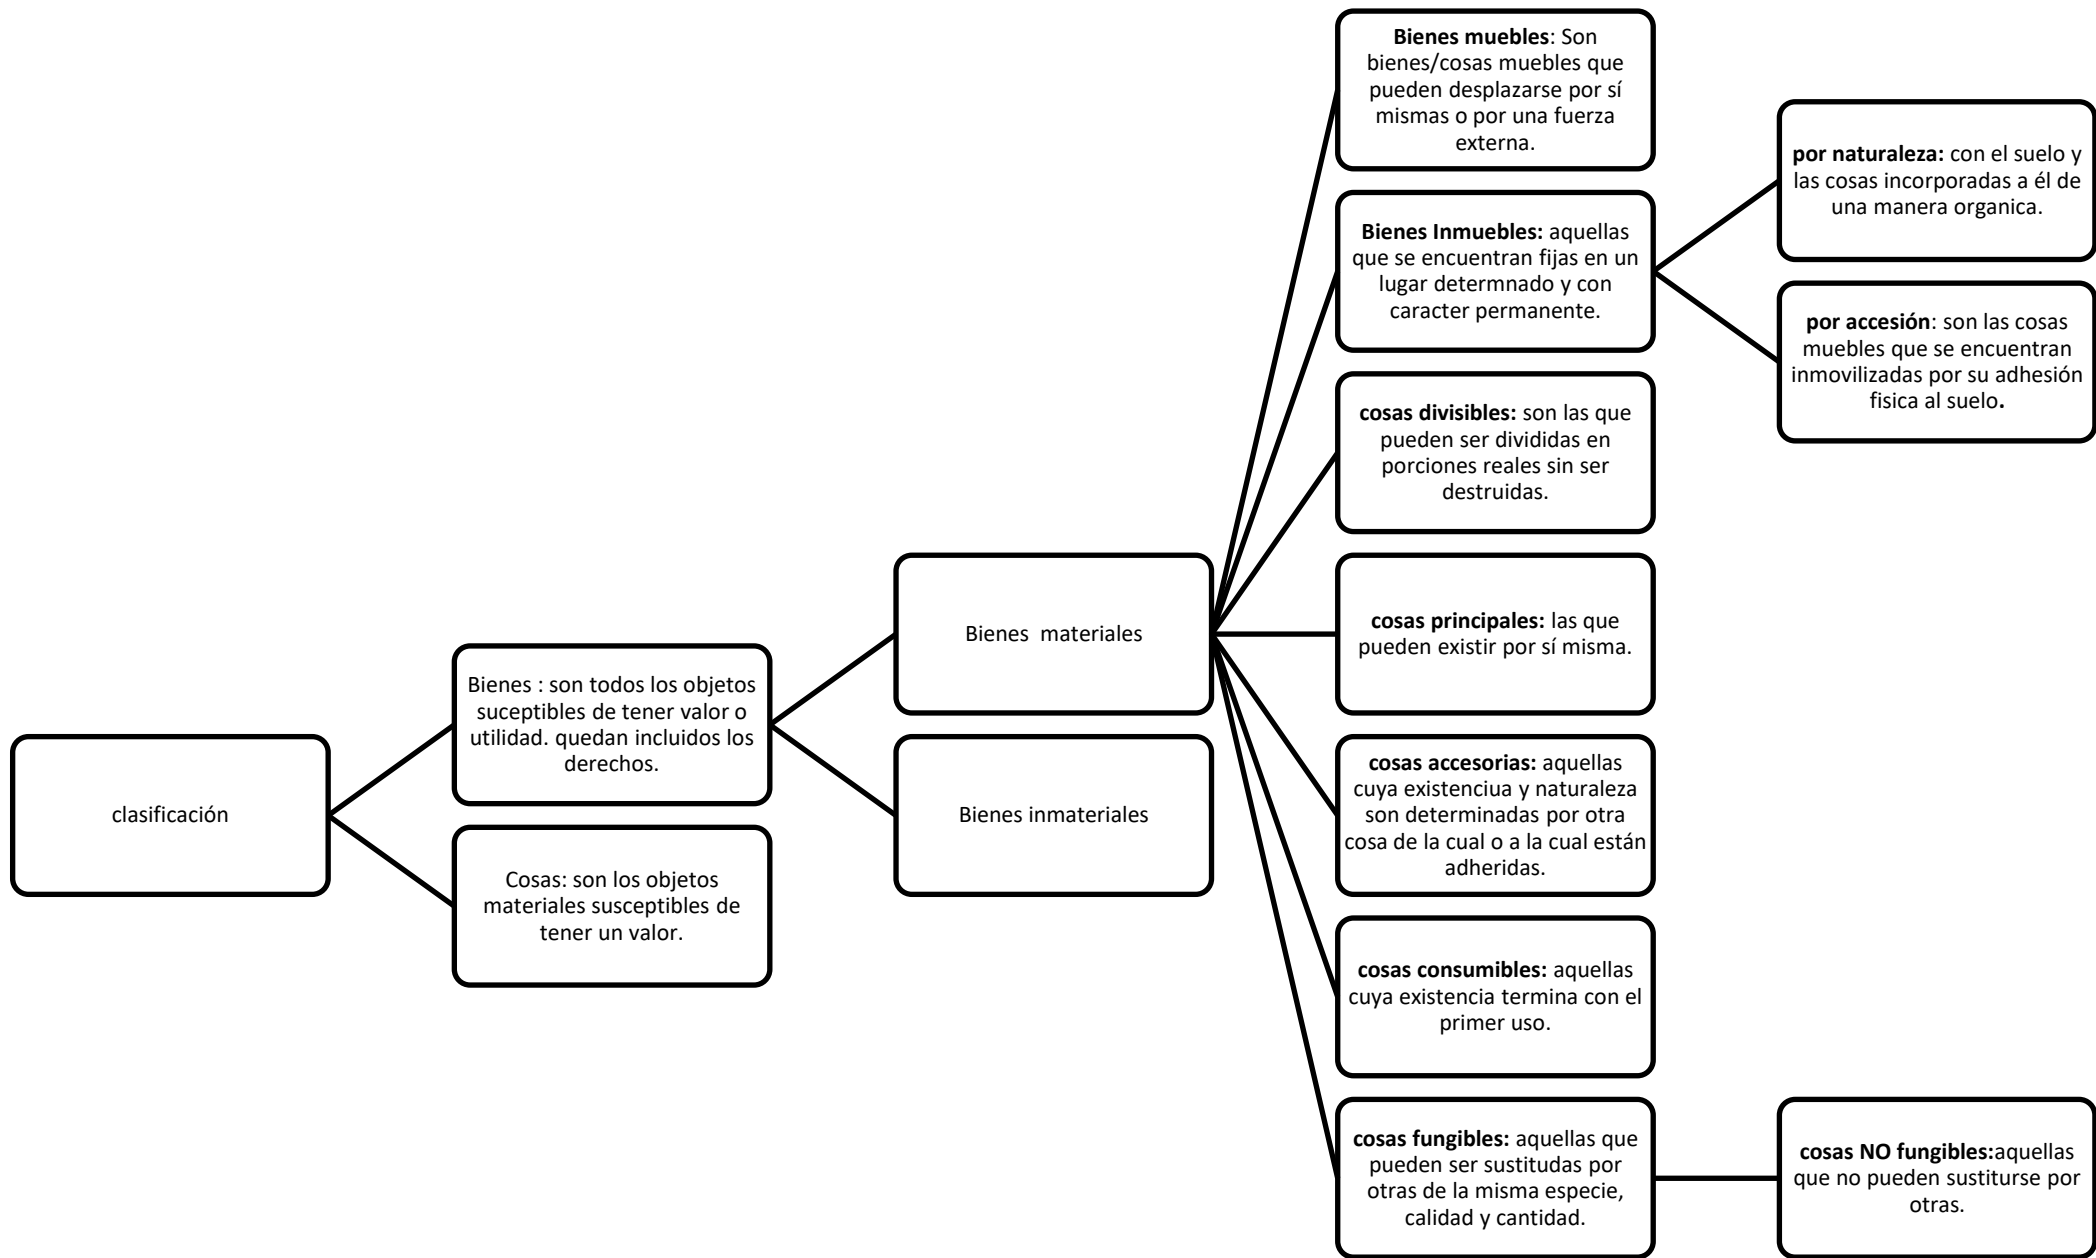 clasificación
Bienes : son todos los objetos
suceptibles de tener valor o
utilidad. quedan incluidos los
derechos.
Cosas: son los objetos
materiales susceptibles de
tener un valor.
Bienes materiales
Bienes inmateriales
Bienes muebles: Son
bienes/cosas muebles que
pueden desplazarse por sí
mismas o por una fuerza
externa.
Bienes Inmuebles: aquellas
que se encuentran fijas en un
lugar determnado y con
caracter permanente.
por naturaleza: con el suelo y
las cosas incorporadas a él de
una manera organica.
por accesión: son las cosas
muebles que se encuentran
inmovilizadas por su adhesión
fisica al suelo.
cosas divisibles: son las que
pueden ser divididas en
porciones reales sin ser
destruidas.
cosas principales: las que
pueden existir por sí misma.
cosas accesorias: aquellas
cuya existenciua y naturaleza
son determinadas por otra
cosa de la cual o a la cual están
adheridas.
cosas consumibles: aquellas
cuya existencia termina con el
primer uso.
cosas fungibles: aquellas que
pueden ser sustitudas por
otras de la misma especie,
calidad y cantidad.
cosas NO fungibles:aquellas
que no pueden sustiturse por
otras.